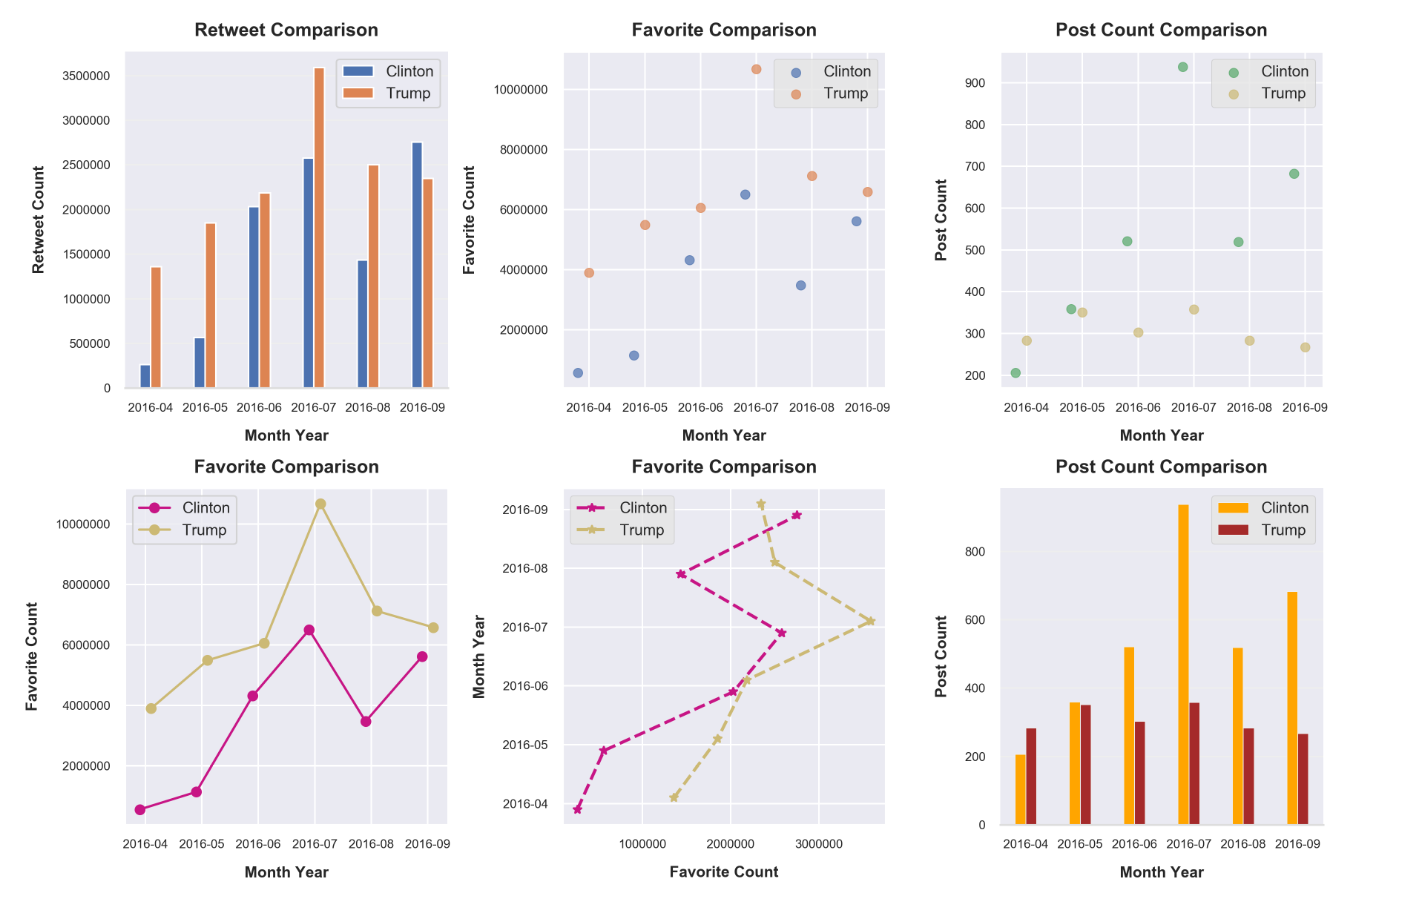 Retweet Comparison
Retweet Count
3500000
3000000
2500000
2000000
1500000
1000000
500000
0
Clinton
Trump
2016-04 2016-05 2016-06 2016-07 2016-08 2016-09
Month Year
Favorite Comparison
Favorite Count
10000000
8000000
6000000
4000000
2000000
Clinton
Trump
2016-04 2016-05 2016-06 2016-07 2016-08 2016-09
Month Year
Post Count Comparison
Post Count
900
800
700
600
500
400
300
200
Clinton
Trump
2016-04 2016-05 2016-06 2016-07 2016-08 2016-09
Month Year
Favorite Comparison
Favorite Count
10000000
8000000
6000000
4000000
2000000
Clinton
Trump
2016-04 2016-05 2016-06 2016-07 2016-08 2016-09
Month Year
Favorite Comparison
Month Year
2016-09
2016-08
2016-07
2016-06
2016-05
2016-04
Clinton
Trump
1000000 2000000 3000000
Favorite Count
Post Count Comparison
Post Count
800
600
400
200
0
Clinton
Trump
2016-04 2016-05 2016-06 2016-07 2016-08 2016-09
Month Year